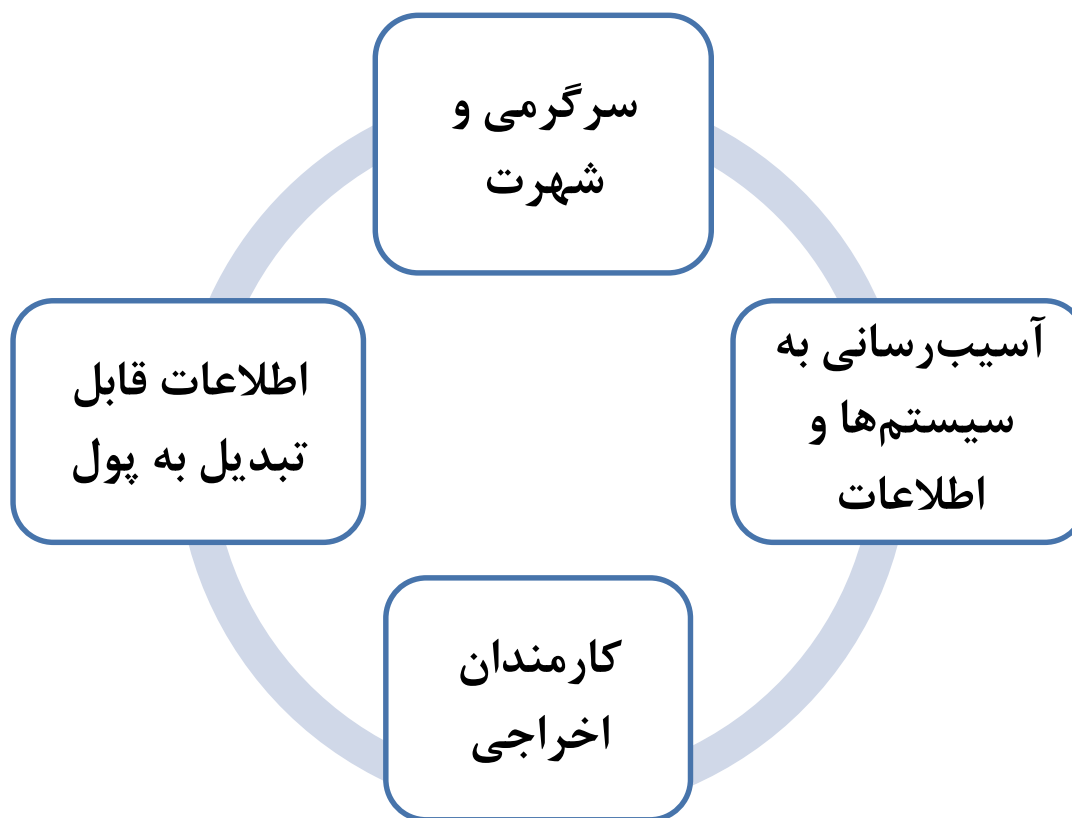 سرگرمی و
شهرت
آسیب‌رسانی به
سیستم‌ها و
اطلاعات
کارمندان
اخراجی
اطلاعات قابل
تبدیل به پول